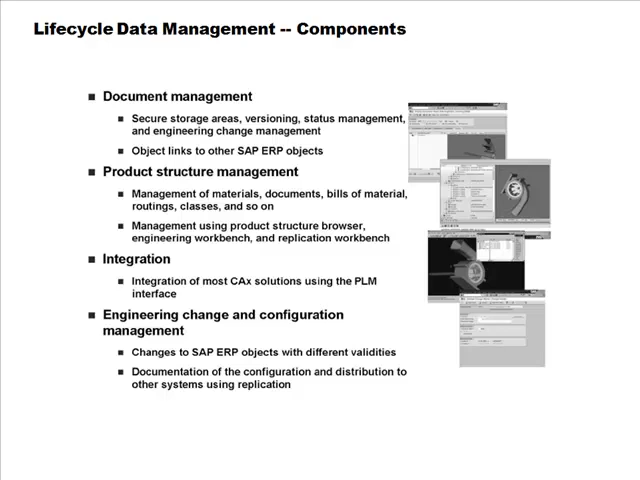 Lifecycle Data Management -- Components
Document management
Secure storage areas, versioning, status management,
and engineering change management
Object links to other SAP ERP objects
Product structure management
Management of materials, documents, bills of material,
routings, classes, and so on
Management using product structure browser,
engineering workbench, and replication workbench
Integration
Integration of most CAx solutions using the PLM
interface
Engineering change and configuration
management
Changes to SAP ERP objects with different validities
Documentation of the configuration and distribution to
other systems using replication